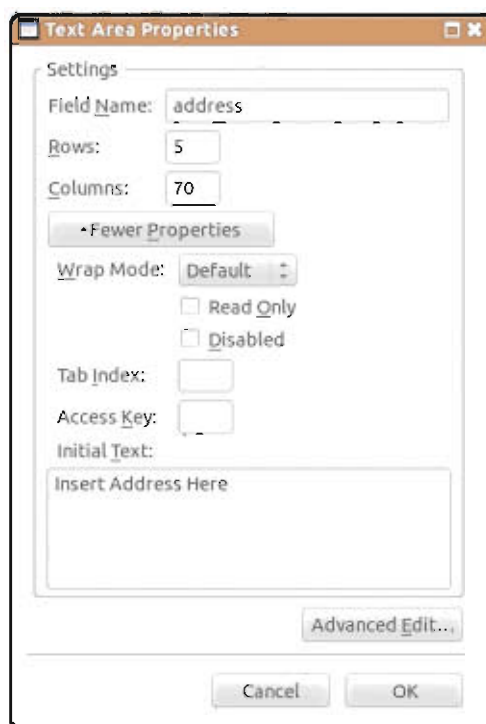 Text Area Properties
Settings
Field Name: address
Rows: 5
Columns: 70
Fewer Properties
Wrap Mode: Default
Read Only
Disabled
Tab Index:
Access Key:
Initial Text:
Insert Address Here
Advanced Edit...
Cancel OK